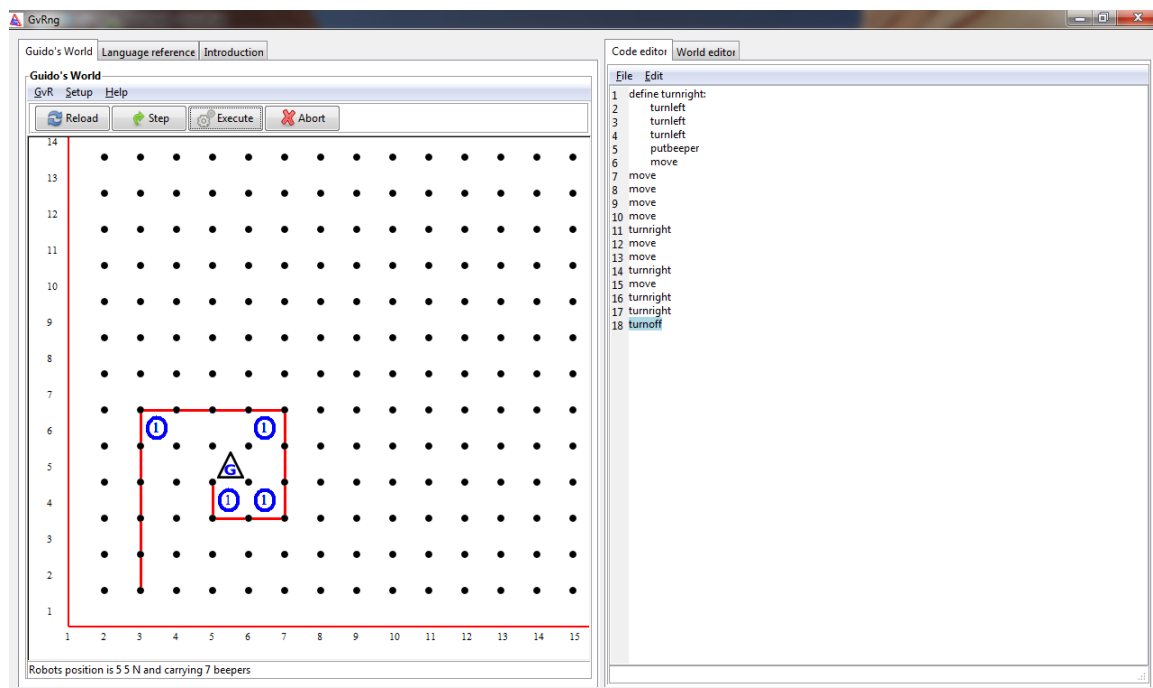 GvRng
Guido's World Language reference Introduction
Guido's World
GvR Setup Help
Reload Step Execute Abort
14
13
12
11
10
9
8
7
6
5
4
3
2
1
1 1
G
1 1
1 2 3 4 5 6 7 8 9 10 11 12 13 14 15
Robots position is 5 5 N and carrying 7 beepers
Code editor World editor
File Edit
1 define turnright:
2 turnleft
3 turnleft
4 turnleft
5 putbeeper
6 move
7 move
8 move
9 move
10 move
11 turnright
12 move
13 move
14 turnright
15 move
16 turnright
17 turnright
18 turnoff